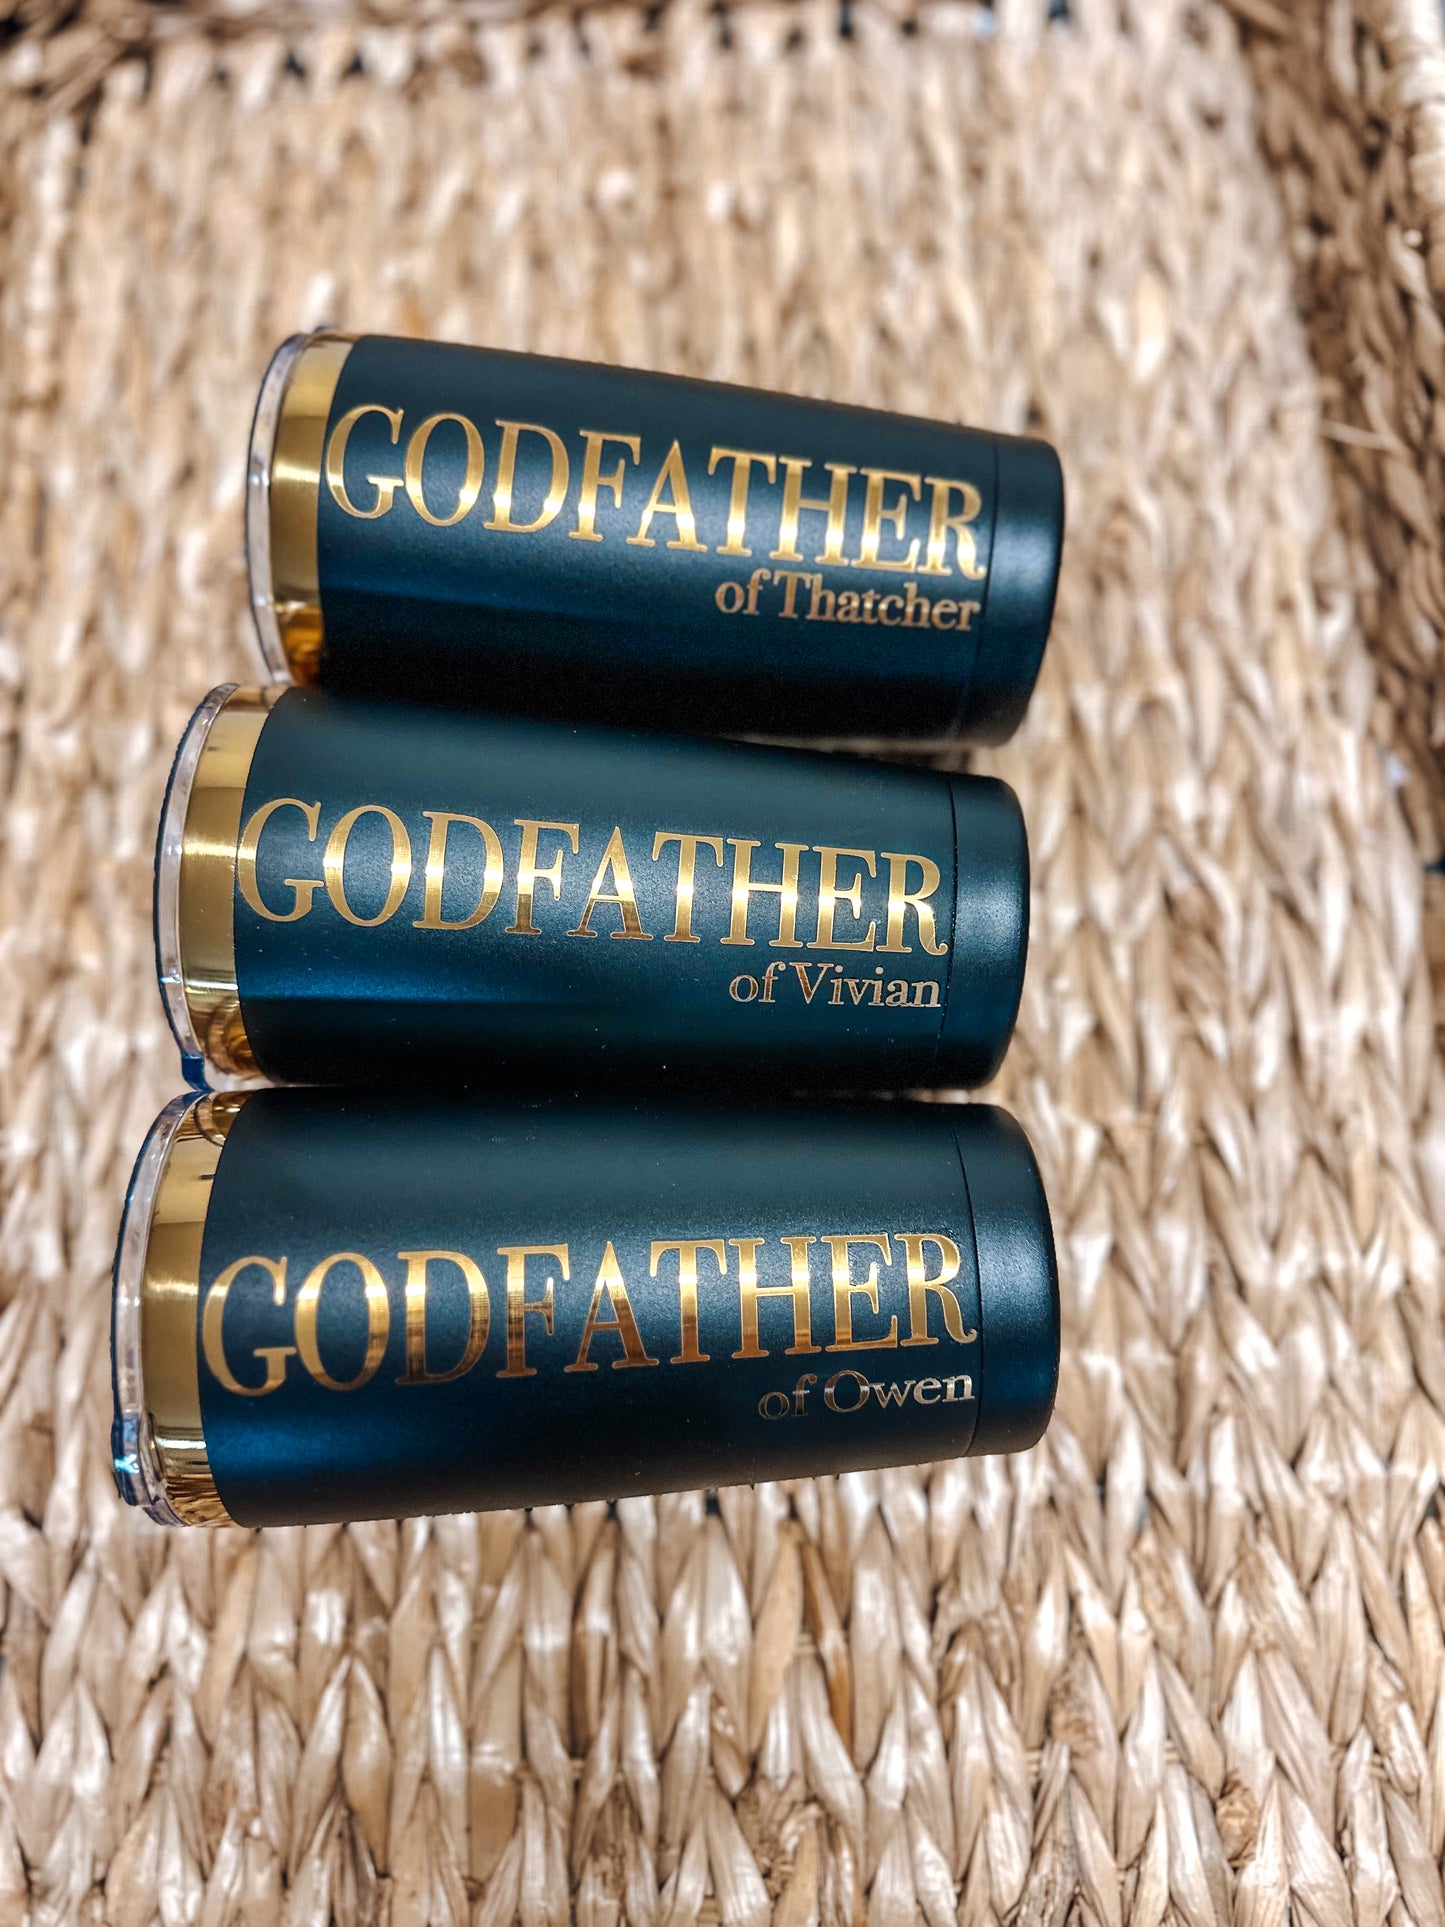 GODFATHER
of Thatcher
GODFATHER
of Vivian
GODFATHER
of Owen